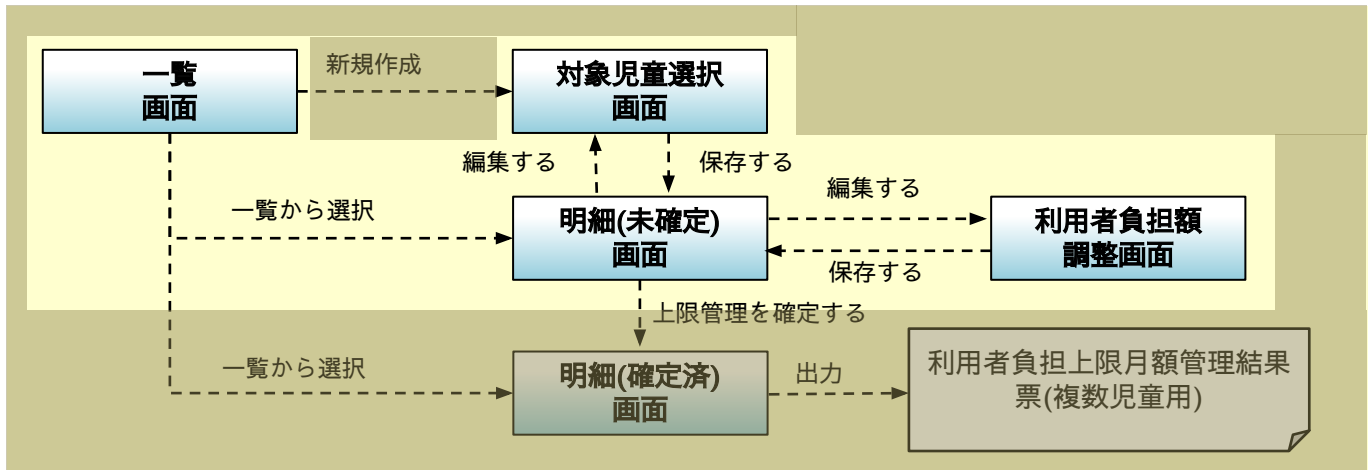 一覧
画面
新規作成
対象児童選択
画面
編集する
保存する
一覧から選択
明細(未確定)
画面
編集する
保存する
利用者負担額
調整画面
上限管理を確定する
一覧から選択
明細(確定済)
画面
出力
利用者負担上限月額管理結果
票(複数児童用)